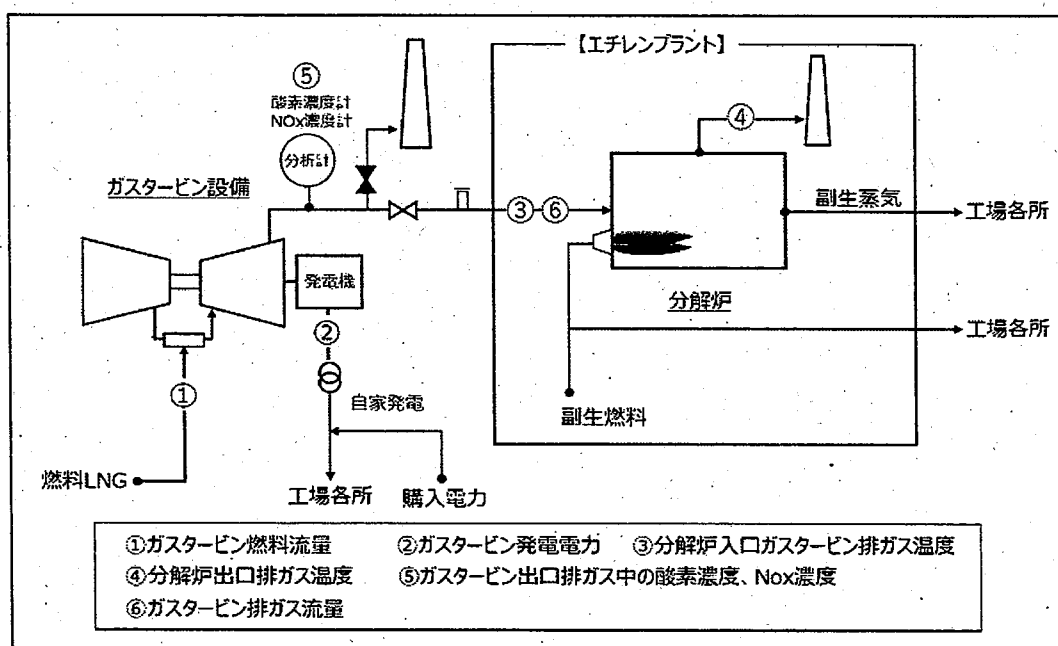 【エチレンプラント】
⑤
酸素濃度計
NOx濃度計
分析計
④
ガスタービン設備
③ ⑥
副生蒸気
工場各所
発電機
分解炉
②
工場各所
①
自家発電
副生燃料
燃料LNG
工場各所
購入電力
①ガスタービン燃料流量 ②ガスタービン発電電力 ③分解炉入口ガスタービン排ガス温度
④分解炉出口排ガス温度 ⑤ガスタービン出口排ガス中の酸素濃度、Nox濃度
⑥ガスタービン排ガス流量